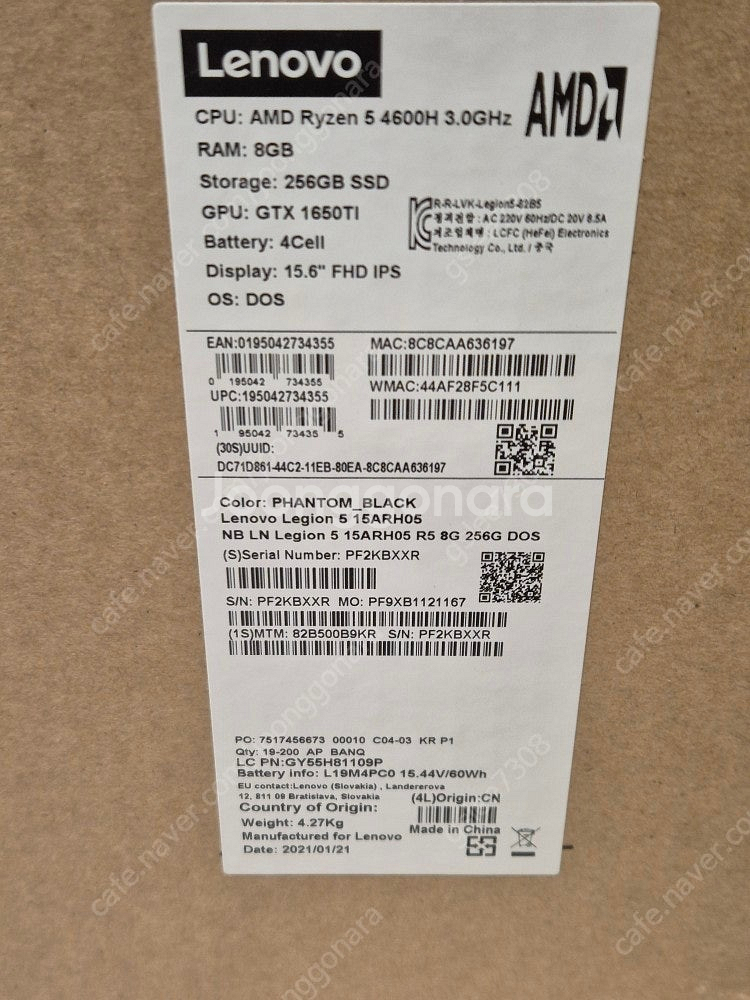 Lenovo
AMD
CPU: AMD Ryzen 5 4600H 3.0GHz
RAM: 8GB
Storage: 256GB SSD
GPU: GTX 1650TI
Battery: 4Cell
Display: 15.6" FHD IPS
OS: DOS
R-R-LVK-Legion5-82B5
정격전압 : AC 220V 60Hz/DC 20V 8.5A
제조업체명 : LCFC (HeFei) Electronics
Technology Co., Ltd. / 중국
EAN:0195042734355
0 195042 734355
UPC:195042734355
1 95042 73435 5
MAC:8C8CAA636197
WMAC:44AF28F5C111
(30S)UUID:
DC71D861-44C2-11EB-80EA-8C8CAA636197
Joonggonara
Color: PHANTOM_BLACK
Lenovo Legion 5 15ARH05
NB LN Legion 5 15ARH05 R5 8G 256G DOS
(S)Serial Number: PF2KBXXR
S/N: PF2KBXXR MO: PF9XB1121167
(1S)MTM: 82B500B9KR S/N: PF2KBXXR
PO: 7517456673 00010 C04-03 KR P1
Qty: 19-200 AP BANQ
LC PN:GY55H81109P
Battery info: L19M4PC0 15.44V/60Wh
EU contact:Lenovo (Slovakia) , Landererova
12, 811 09 Bratislava, Slovakia
(4L)Origin:CN
Country of Origin:
Weight: 4.27Kg
Made in China
Manufactured for Lenovo
Date: 2021/01/21
cafe.naver.com
joonggonara